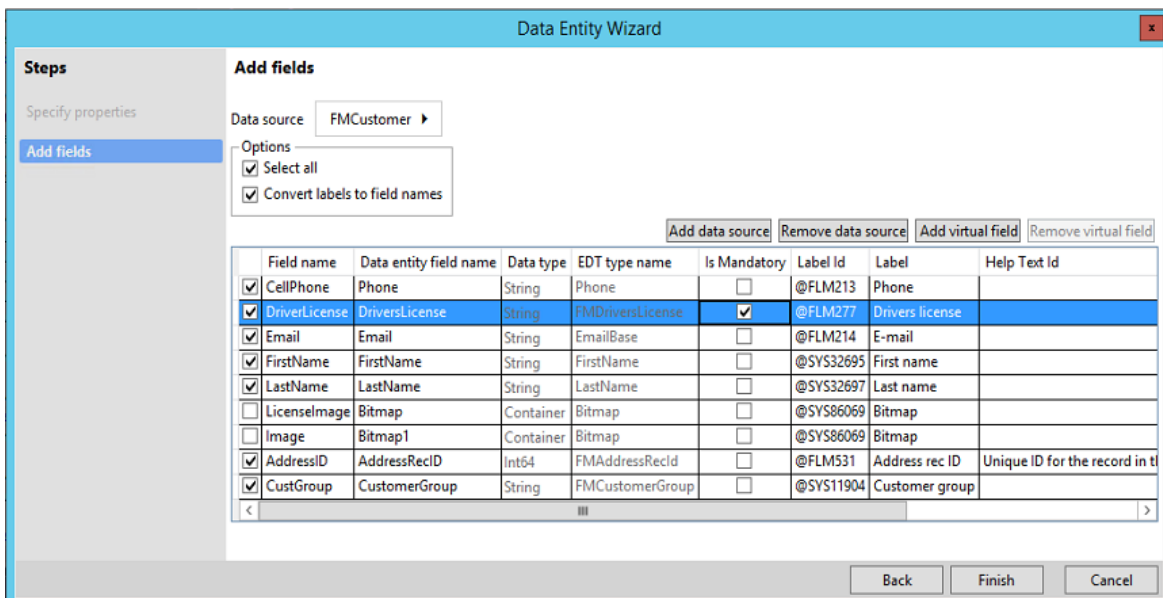 Data Entity Wizard
x
Steps
Specify properties
Add fields
Add fields
Data source FMCustomer
Options
Select all
Convert labels to field names
Add data source Remove data source Add virtual field Remove virtual field
Field name Data entity field name Data type EDT type name Is Mandatory Label Id Label Help Text Id
CellPhone Phone String Phone @FLM213 Phone
DriverLicense DriversLicense String FMDriversLicense @FLM277 Drivers license
Email Email String EmailBase @FLM214 E-mail
FirstName FirstName String FirstName @SYS32695 First name
LastName LastName String LastName @SYS32697 Last name
LicenseImage Bitmap Container Bitmap @SYS86069 Bitmap
Image Bitmap1 Container Bitmap @SYS86069 Bitmap
AddressID AddressRecID Int64 FMAddressRecId @FLM531 Address rec ID Unique ID for the record in
CustGroup CustomerGroup String FMCustomerGroup @SYS11904 Customer group
Back Finish Cancel